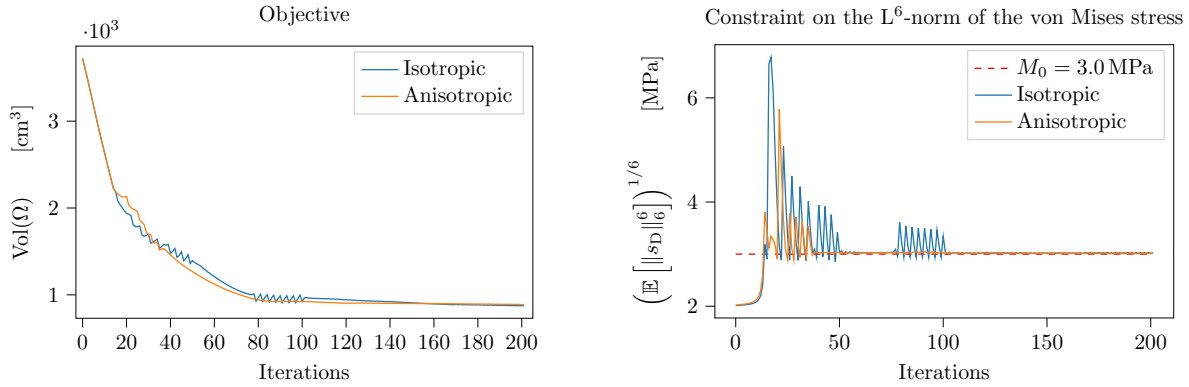 Objective
·10³
Isotropic
Anisotropic
3
2
1
0 20 40 60 80 100 120 140 160 180 200
Iterations
Vol(Ω) [cm³]
Constraint on the L⁶-norm of the von Mises stress
M₀ = 3.0 MPa
Isotropic
Anisotropic
6
4
2
0 50 100 150 200
Iterations
(𝔼 [‖s_D‖₆⁶])^{1/6} [MPa]